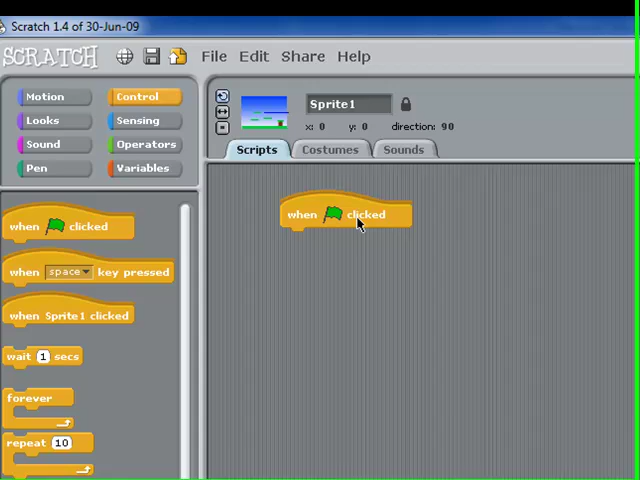 Scratch 1.4 of 30-Jun-09
SCRATCH File Edit Share Help
Motion Control
Looks Sensing
Sound Operators
Pen Variables
Sprite1
x: 0 y: 0 direction: 90
Scripts Costumes Sounds
when clicked
when clicked
when space key pressed
when Sprite1 clicked
wait 1 secs
forever
repeat 10